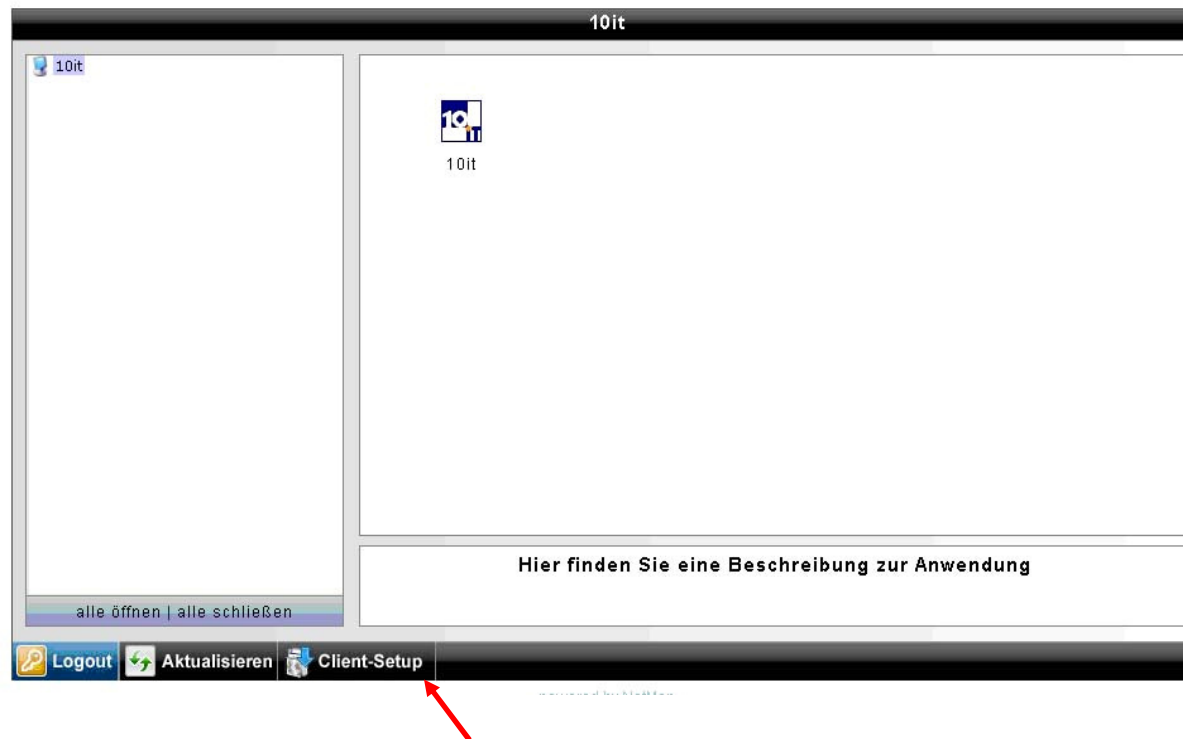 10it
10it
10
iT
10it
Hier finden Sie eine Beschreibung zur Anwendung
alle öffnen | alle schließen
Logout Aktualisieren Client-Setup